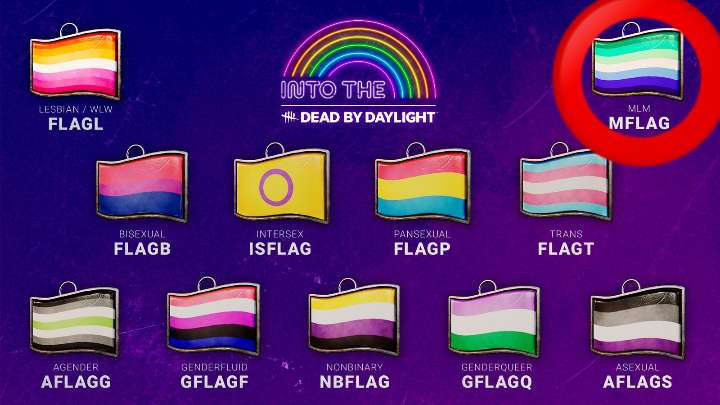 INTO THE
DEAD BY DAYLIGHT
LESBIAN / WLW
FLAGL
MLM
MFLAG
BISEXUAL
FLAGB
INTERSEX
ISFLAG
PANSEXUAL
FLAGP
TRANS
FLAGT
AGENDER
AFLAGG
GENDERFLUID
GFLAGF
NONBINARY
NBFLAG
GENDERQUEER
GFLAGQ
ASEXUAL
AFLAGS